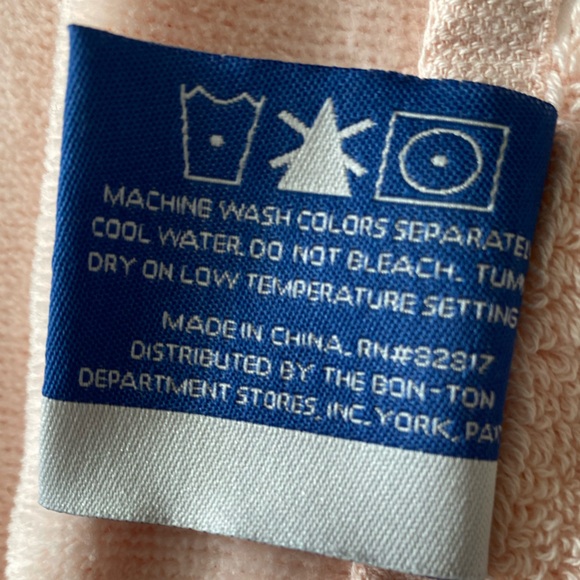 MACHINE WASH COLORS SEPARATEL
COOL WATER. DO NOT BLEACH. TUM
DRY ON LOW TEMPERATURE SETTING
MADE IN CHINA. RN#32317
DISTRIBUTED BY THE BON-TON
DEPARTMENT STORES, INC. YORK, PA